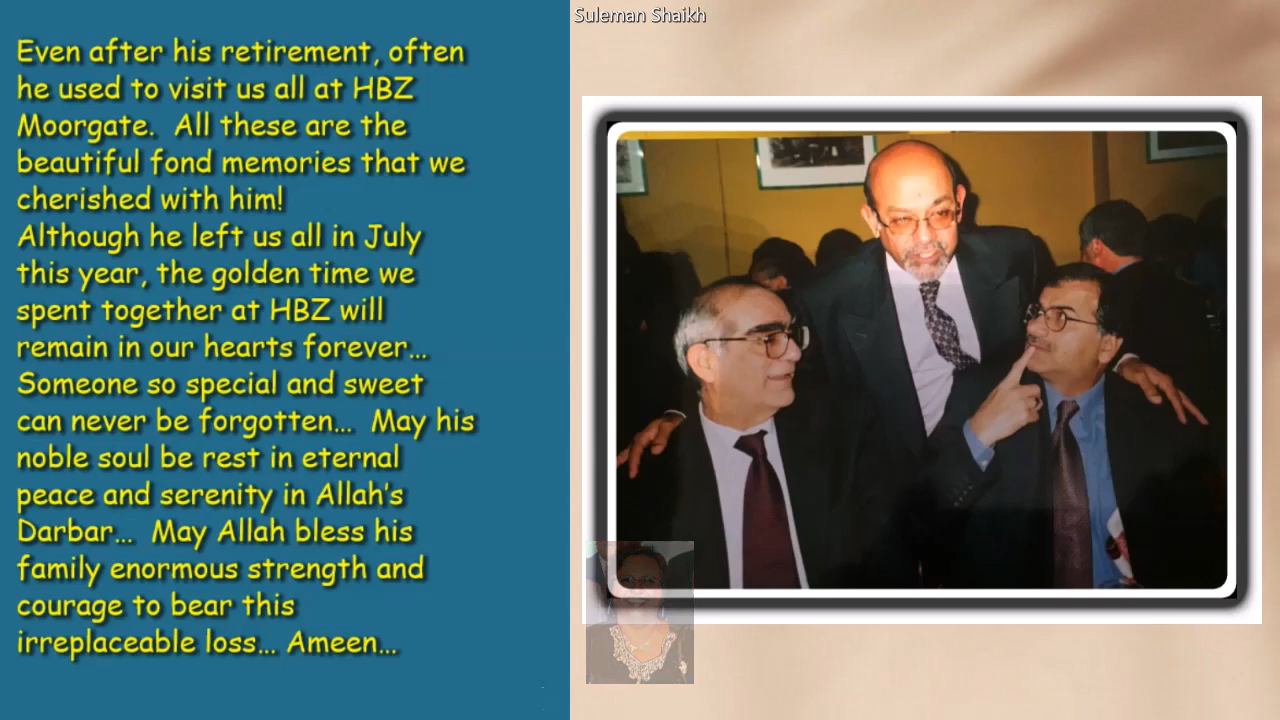 Even after his retirement, often
he used to visit us all at HBZ
Moorgate.  All these are the
beautiful fond memories that we
cherished with him!
Although he left us all in July
this year, the golden time we
spent together at HBZ will
remain in our hearts forever…
Someone so special and sweet
can never be forgotten…  May his
noble soul be rest in eternal
peace and serenity in Allah's
Darbar…  May Allah bless his
family enormous strength and
courage to bear this
irreplaceable loss… Ameen…
Suleman Shaikh